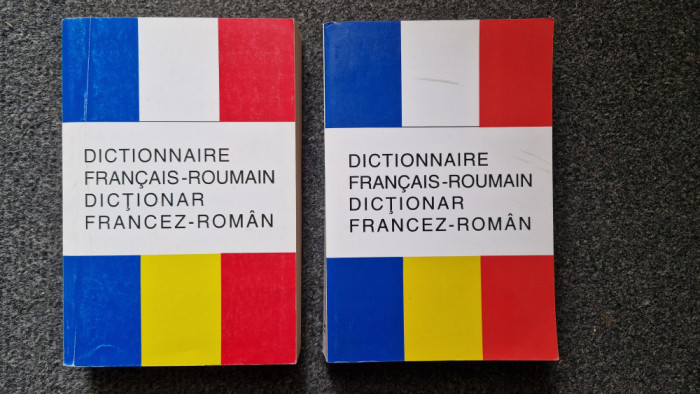 DICTIONNAIRE
FRANÇAIS-ROUMAIN
DICŢIONAR
FRANCEZ-ROMÂN
DICTIONNAIRE
FRANÇAIS-ROUMAIN
DICŢIONAR
FRANCEZ-ROMÂN